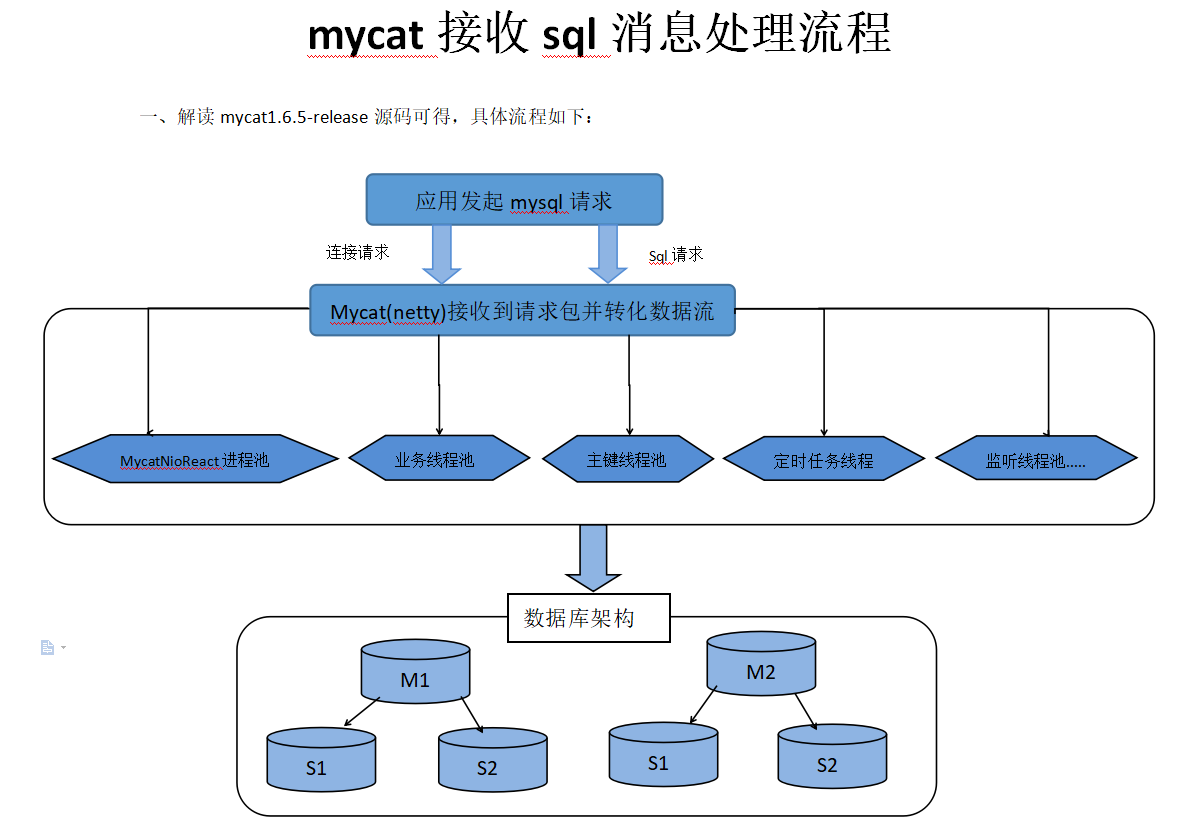 mycat 接收 sql 消息处理流程
一、解读 mycat1.6.5-release 源码可得，具体流程如下：
应用发起 mysql 请求
连接请求
Sql 请求
Mycat(netty)接收到请求包并转化数据流
MycatNioReact 进程池
业务线程池
主键线程池
定时任务线程
监听线程池.....
数据库架构
M1
M2
S1
S2
S1
S2